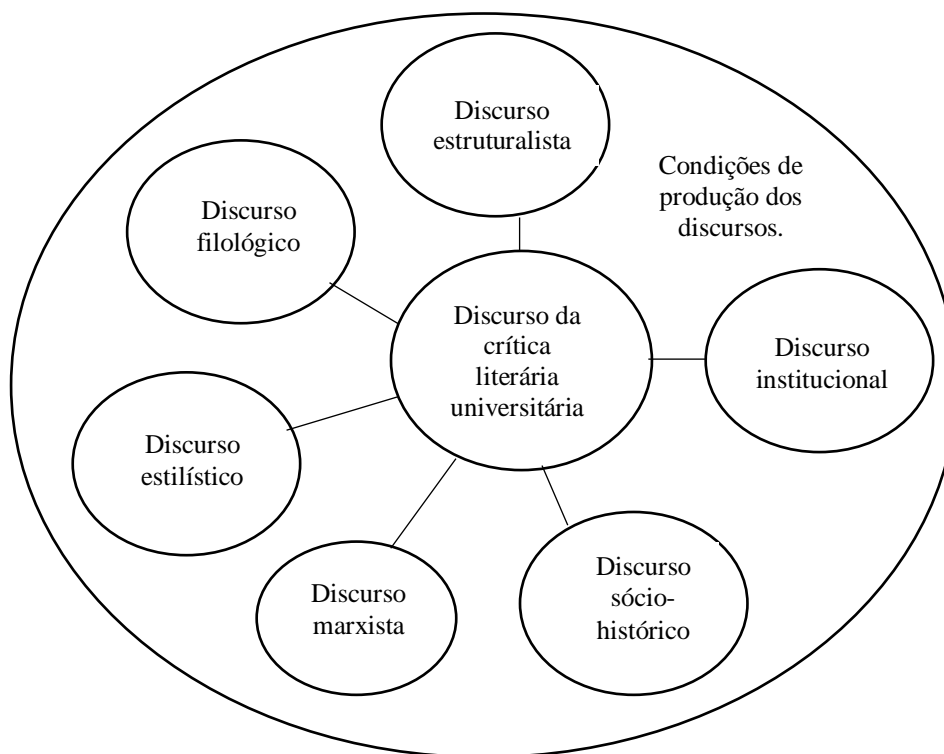 Discurso
estruturalista
Condições de
produção dos
discursos.
Discurso
filológico
Discurso da
crítica
literária
universitária
Discurso
institucional
Discurso
estilístico
Discurso
marxista
Discurso
sócio-
histórico